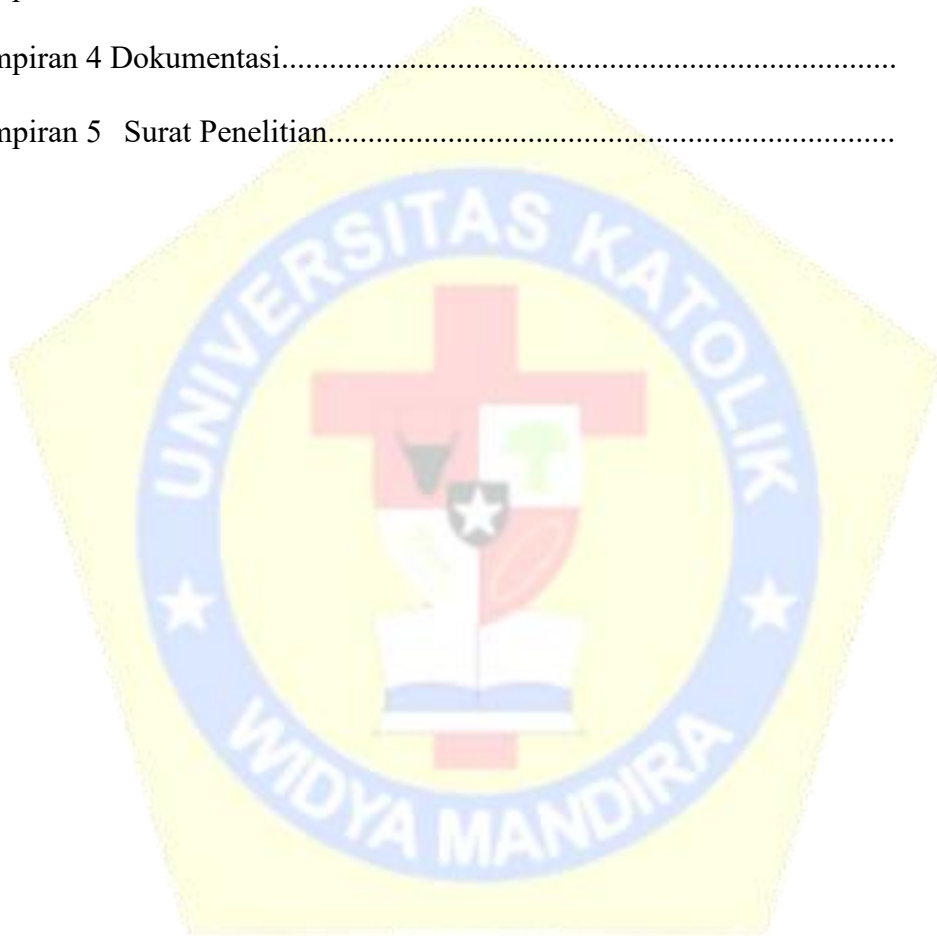 mpiran 4 Dokumentasi............................................................................
mpiran 5   Surat Penelitian......................................................................
UNIVERSITAS KATOLIK
WIDYA MANDIRA